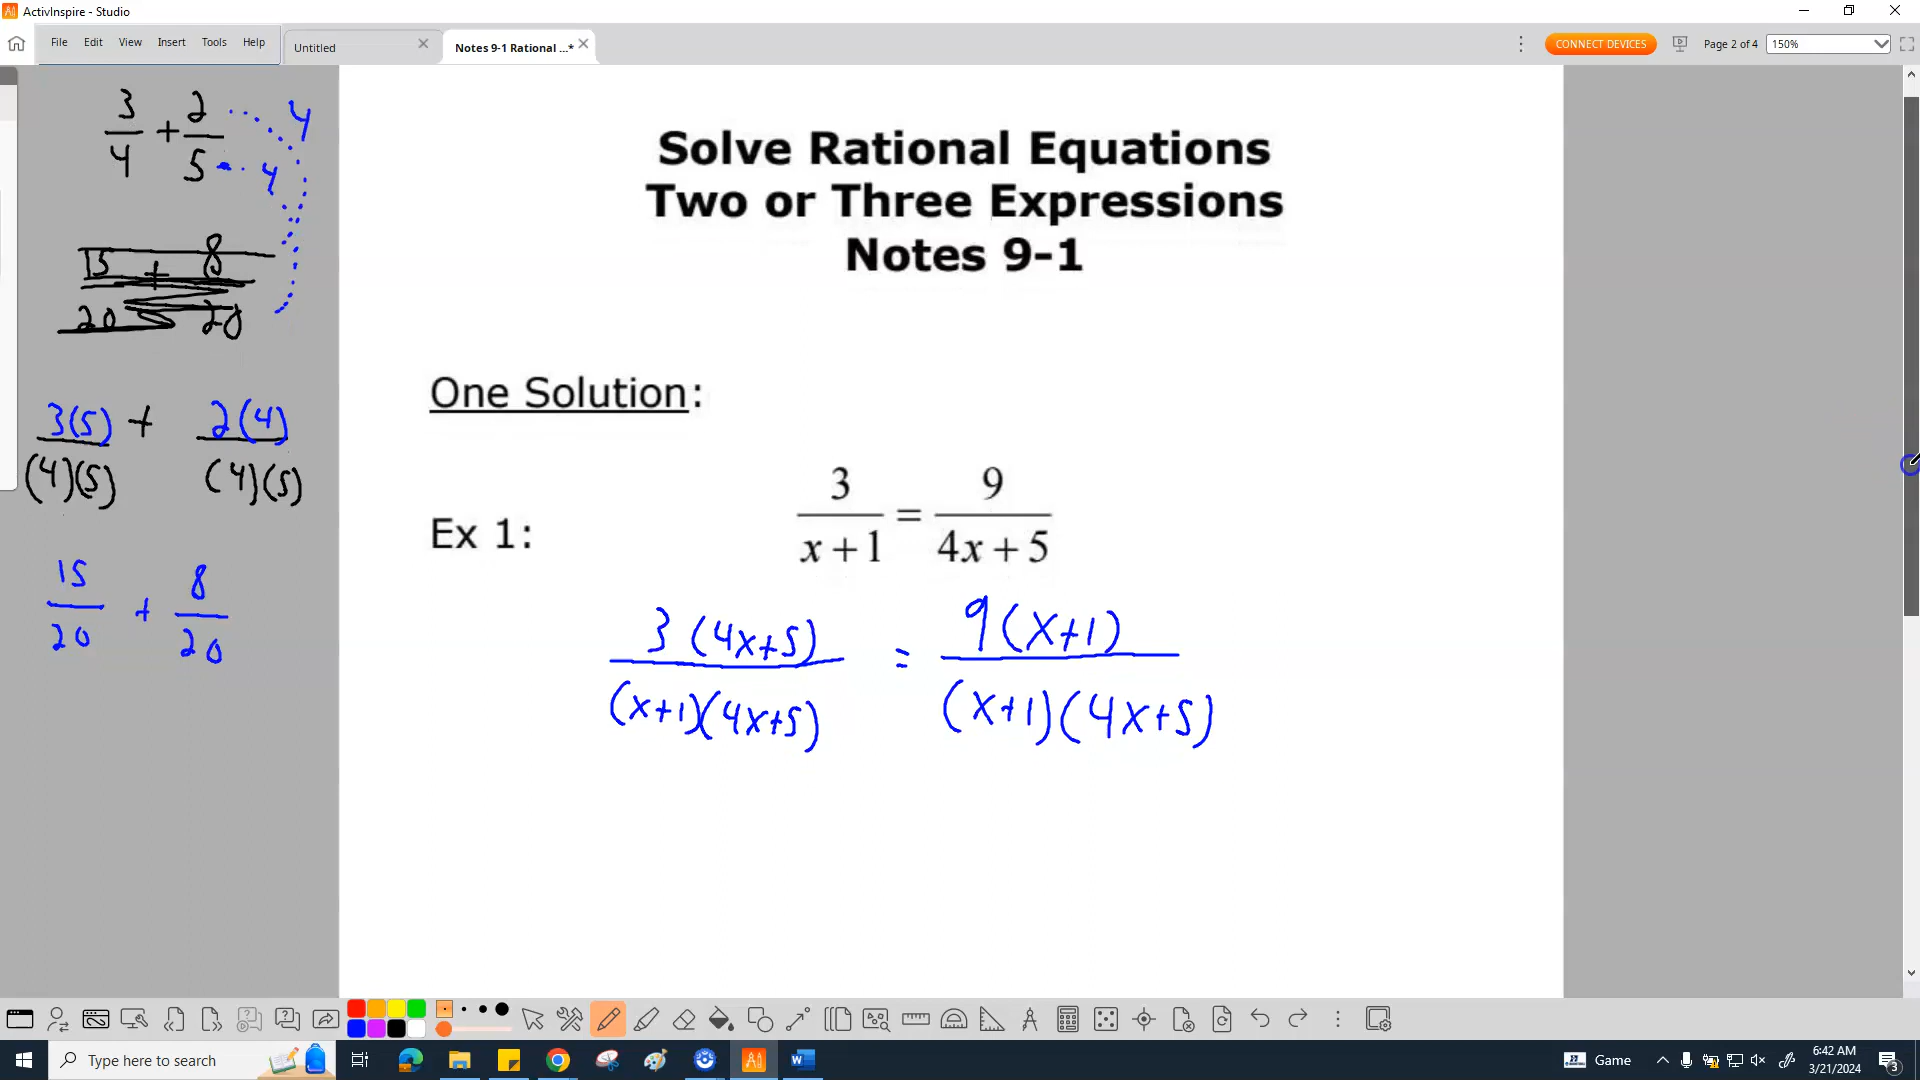 ActivInspire - Studio
File Edit View Insert Tools Help
Untitled
Notes 9-1 Rational ...*
CONNECT DEVICES
Page 2 of 4
150%
3/4 + 2/5
4
4
15/20 + 8/20
3(5)/(4)(5) + 2(4)/(4)(5)
15/20 + 8/20
Solve Rational Equations
Two or Three Expressions
Notes 9-1
One Solution:
Ex 1: 3/(x+1) = 9/(4x+5)
3(4x+5)/(x+1)(4x+5) = 9(x+1)/(x+1)(4x+5)
Type here to search
Game
6:42 AM
3/21/2024
3